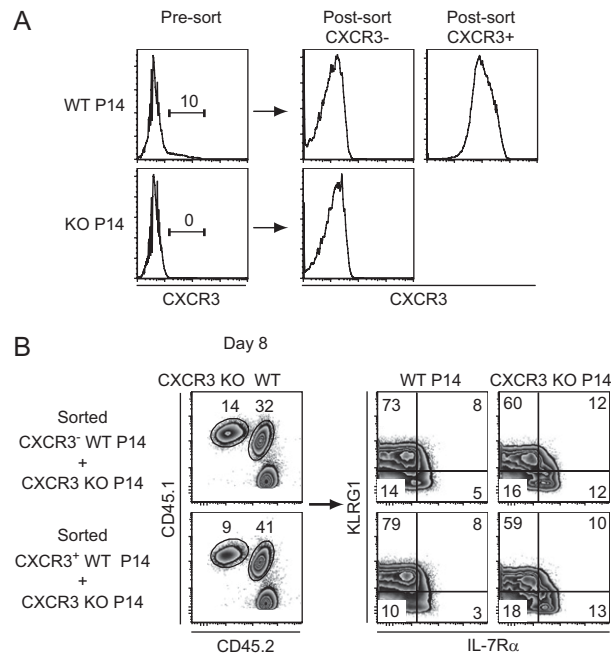 A
Pre-sort
Post-sort CXCR3-
Post-sort CXCR3+
WT P14
10
KO P14
0
CXCR3
CXCR3
B
Day 8
CXCR3 KO WT
WT P14
CXCR3 KO P14
Sorted
CXCR3- WT P14
+
CXCR3 KO P14
14 32
73 8
14 5
60 12
16 12
CD45.1
KLRG1
Sorted
CXCR3+ WT P14
+
CXCR3 KO P14
9 41
79 8
10 3
59 10
18 13
CD45.2
IL-7Rα